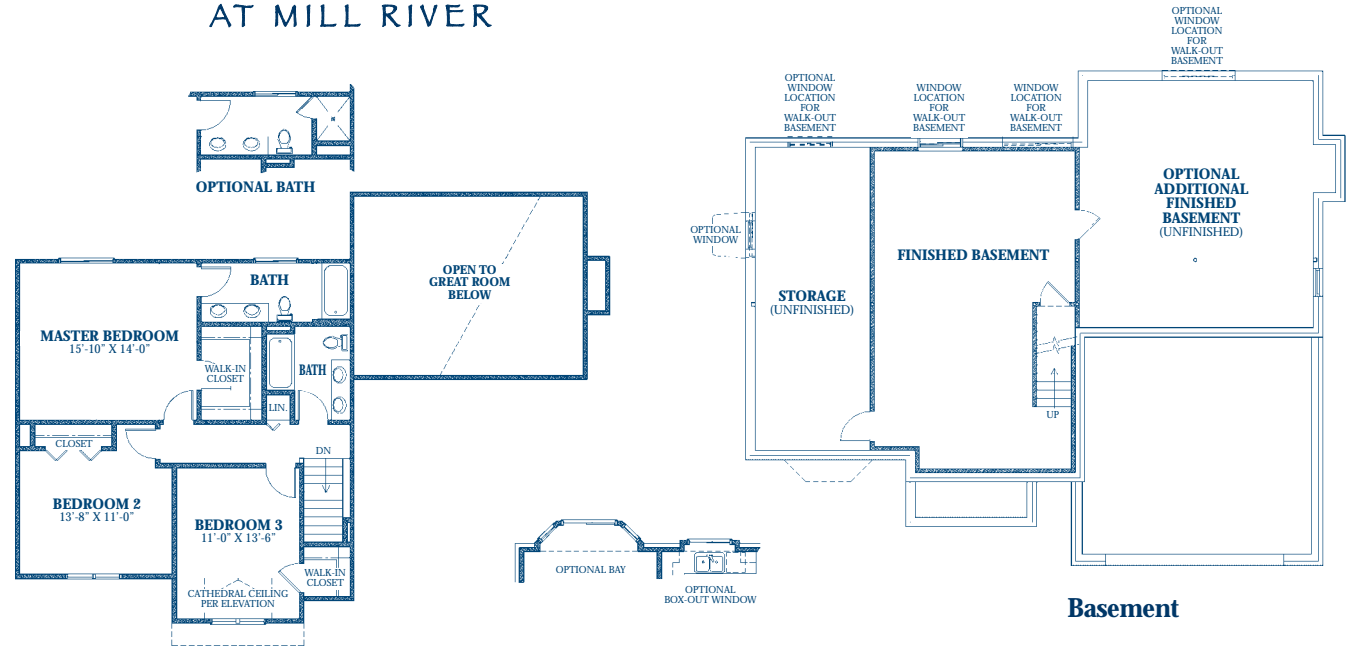 AT MILL RIVER
OPTIONAL BATH
OPEN TO
GREAT ROOM
BELOW
BATH
MASTER BEDROOM
15'-10" X 14'-0"
WALK-IN
CLOSET
BATH
LIN.
CLOSET
DN
BEDROOM 2
13'-8" X 11'-0"
BEDROOM 3
11'-0" X 13'-6"
WALK-IN
CLOSET
CATHEDRAL CEILING
PER ELEVATION
OPTIONAL BAY
OPTIONAL
BOX-OUT WINDOW
OPTIONAL
WINDOW
LOCATION
FOR
WALK-OUT
BASEMENT
WINDOW
LOCATION
FOR
WALK-OUT
BASEMENT
WINDOW
LOCATION
FOR
WALK-OUT
BASEMENT
OPTIONAL
WINDOW
LOCATION
FOR
WALK-OUT
BASEMENT
OPTIONAL
WINDOW
STORAGE
(UNFINISHED)
FINISHED BASEMENT
OPTIONAL
ADDITIONAL
FINISHED
BASEMENT
(UNFINISHED)
UP
Basement